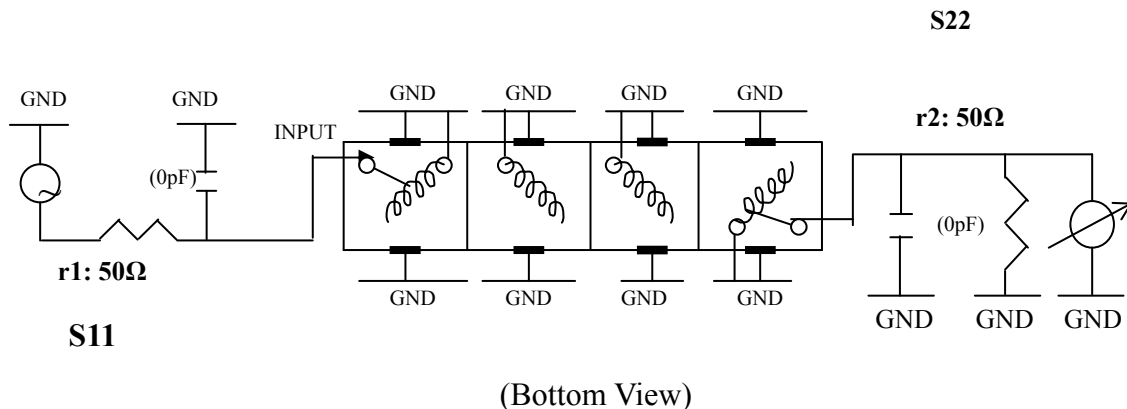 S22
GND GND GND GND GND GND
r2: 50Ω
INPUT
(0pF) (0pF)
r1: 50Ω
GND GND GND GND
GND GND GND
S11
(Bottom View)